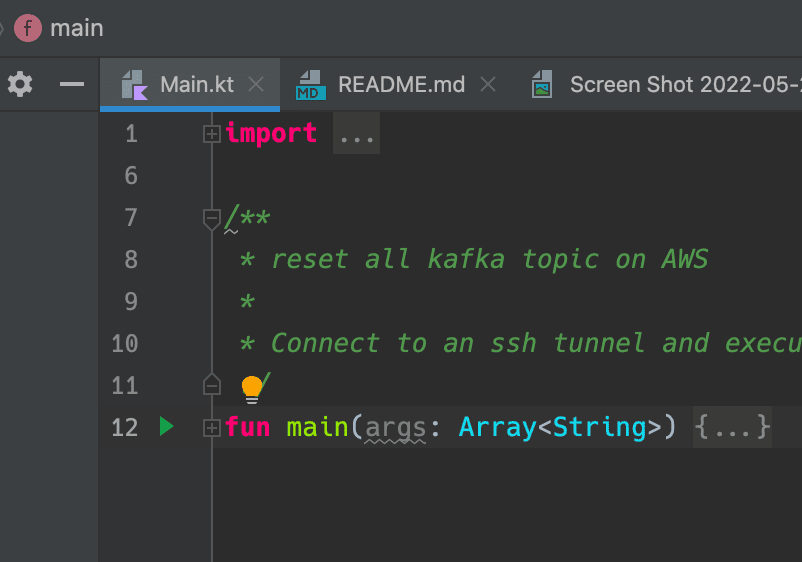 f main
Main.kt README.md Screen Shot 2022-05-
1 import ...
6
7 /**
8 * reset all kafka topic on AWS
9 *
10 * Connect to an ssh tunnel and execu
11 /
12 fun main(args: Array<String>) {...}